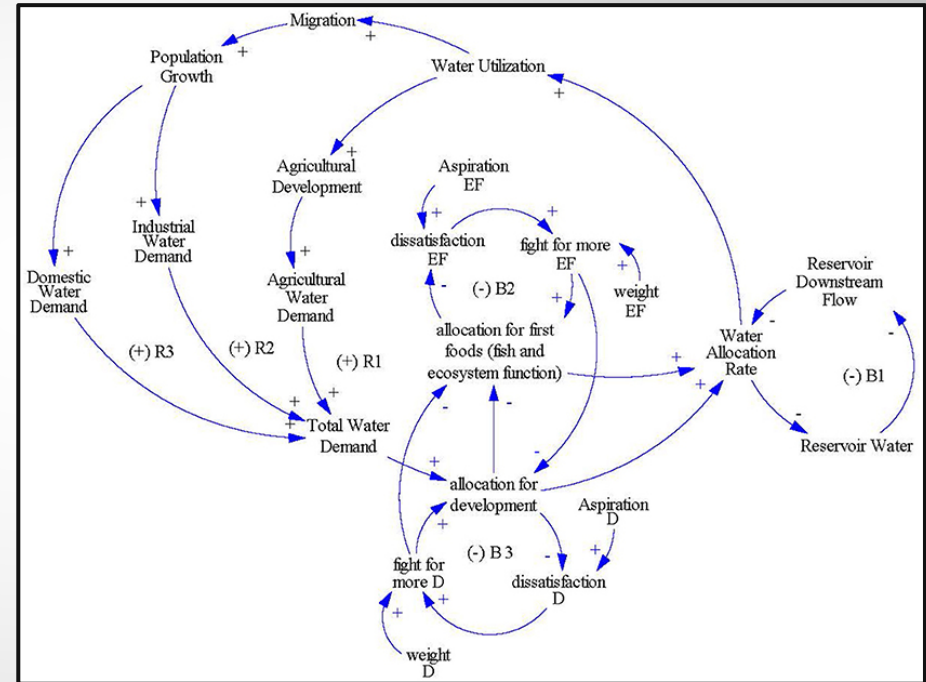 Migration
+
Population
Growth
+
Water Utilization
+
Agricultural
Development
+
Aspiration
EF
+
Industrial
Water
Demand
+
Domestic
Water
Demand
+
Agricultural
Water
Demand
+
dissatisfaction
EF
+
-
fight for more
EF
+
+
+
weight
EF
(-) B2
allocation for first
foods (fish and
ecosystem function)
-
-
Reservoir
Downstream
Flow
-
Water
Allocation
Rate
-
+
+
(-) B1
-
Reservoir Water
(+) R3
(+) R2
(+) R1
+
+
+
Total Water
Demand
+
-
allocation for
development
+
Aspiration
D
+
(-) B 3
-
fight for
more D
+
+
dissatisfaction
D
weight
D